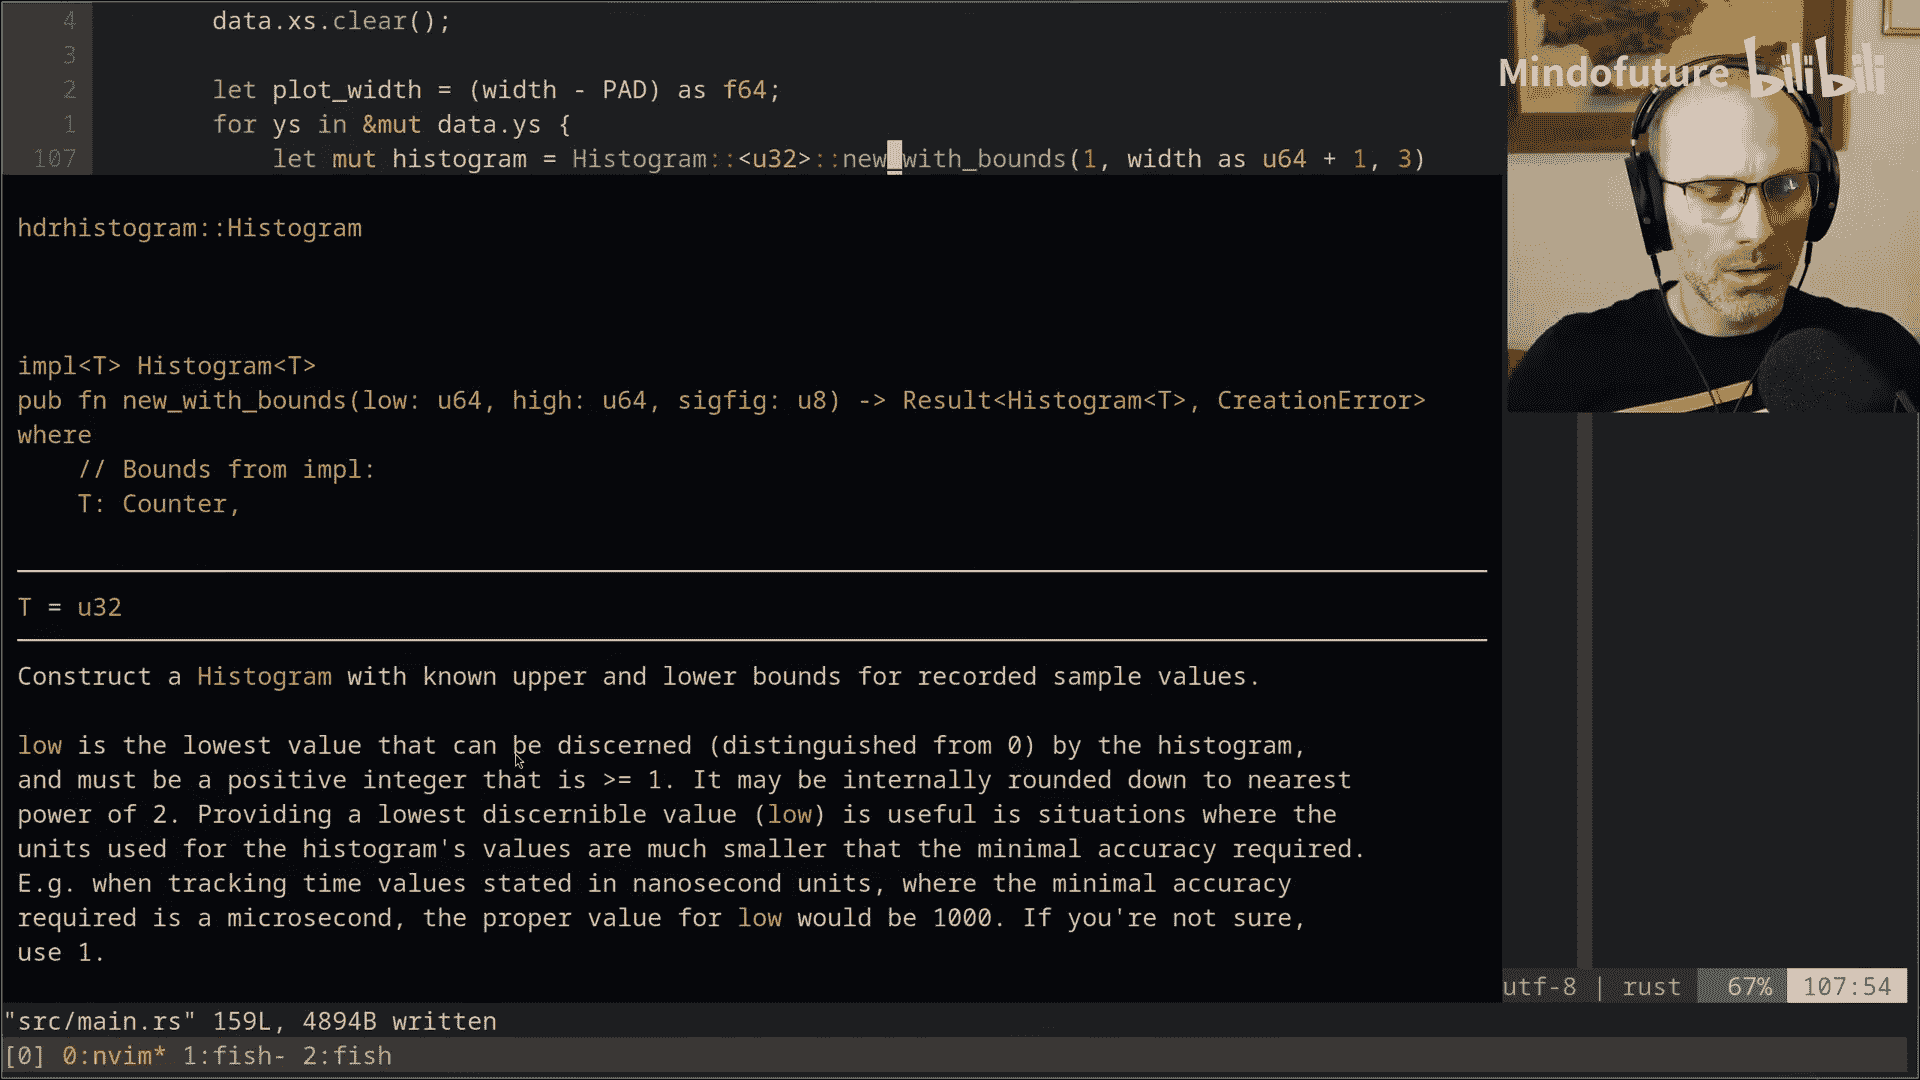 4 data.xs.clear();
3
2 let plot_width = (width - PAD) as f64;
1 for ys in &mut data.ys {
107 let mut histogram = Histogram::<u32>::new_with_bounds(1, width as u64 + 1, 3)
Mindofuture bilibili
hdrhistogram::Histogram
impl<T> Histogram<T>
pub fn new_with_bounds(low: u64, high: u64, sigfig: u8) -> Result<Histogram<T>, CreationError>
where
// Bounds from impl:
T: Counter,
T = u32
Construct a Histogram with known upper and lower bounds for recorded sample values.
low is the lowest value that can be discerned (distinguished from 0) by the histogram,
and must be a positive integer that is >= 1. It may be internally rounded down to nearest
power of 2. Providing a lowest discernible value (low) is useful is situations where the
units used for the histogram's values are much smaller that the minimal accuracy required.
E.g. when tracking time values stated in nanosecond units, where the minimal accuracy
required is a microsecond, the proper value for low would be 1000. If you're not sure,
use 1.
utf-8 | rust 67% 107:54
"src/main.rs" 159L, 4894B written
[0] 0:nvim* 1:fish- 2:fish